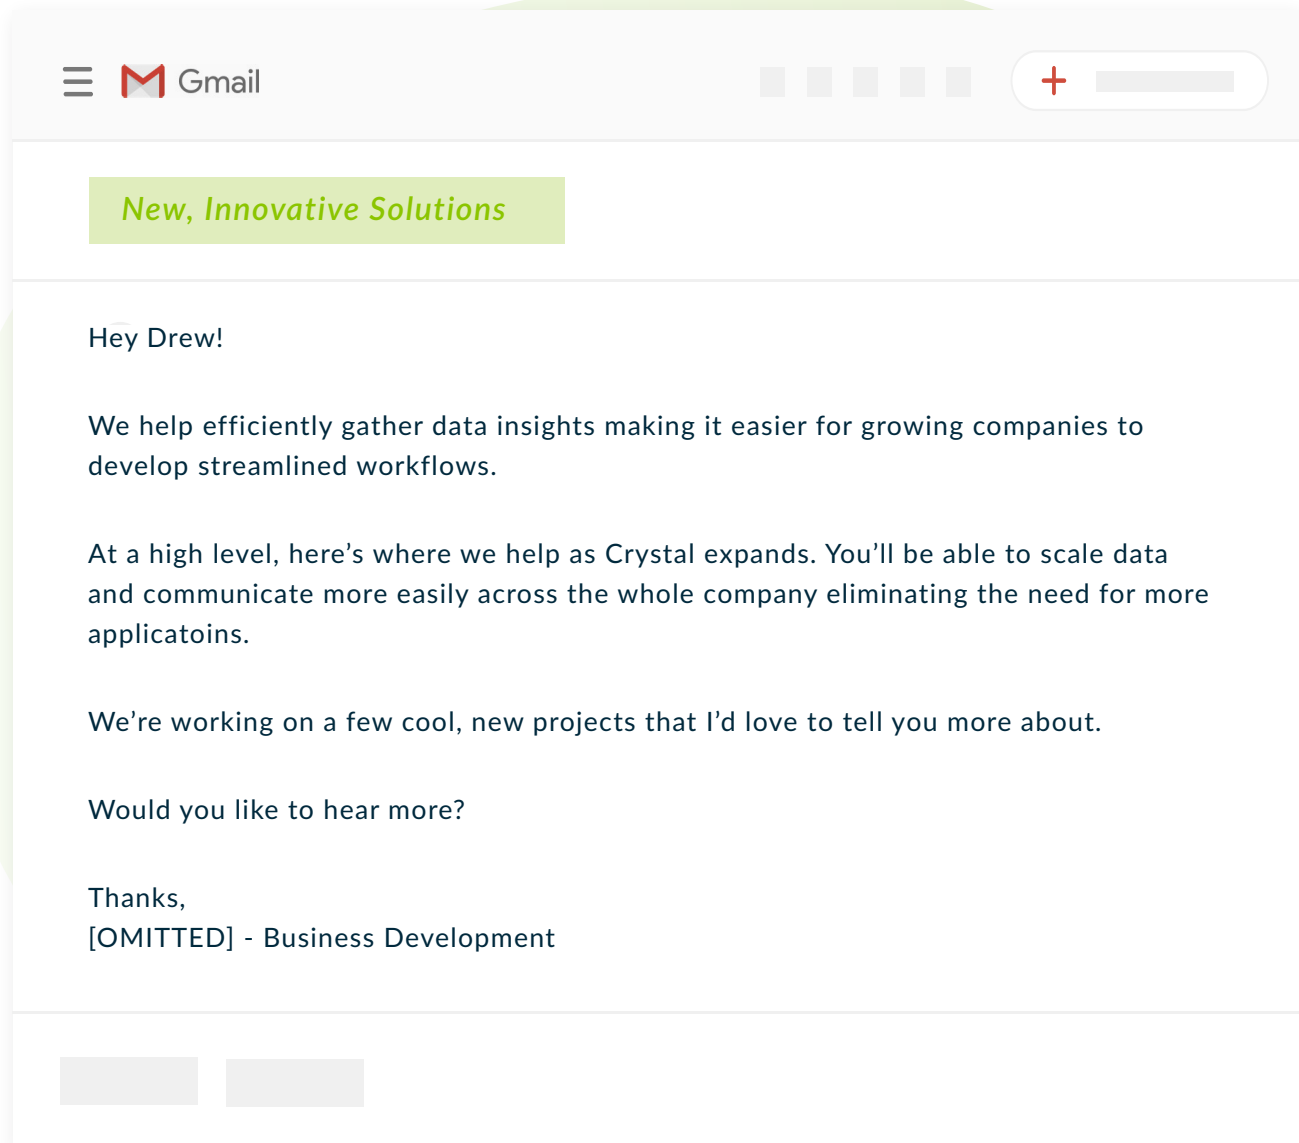 Gmail
New, Innovative Solutions
Hey Drew!
We help efficiently gather data insights making it easier for growing companies to
develop streamlined workflows.
At a high level, here’s where we help as Crystal expands. You’ll be able to scale data
and communicate more easily across the whole company eliminating the need for more
applicatoins.
We’re working on a few cool, new projects that I’d love to tell you more about.
Would you like to hear more?
Thanks,
[OMITTED] - Business Development